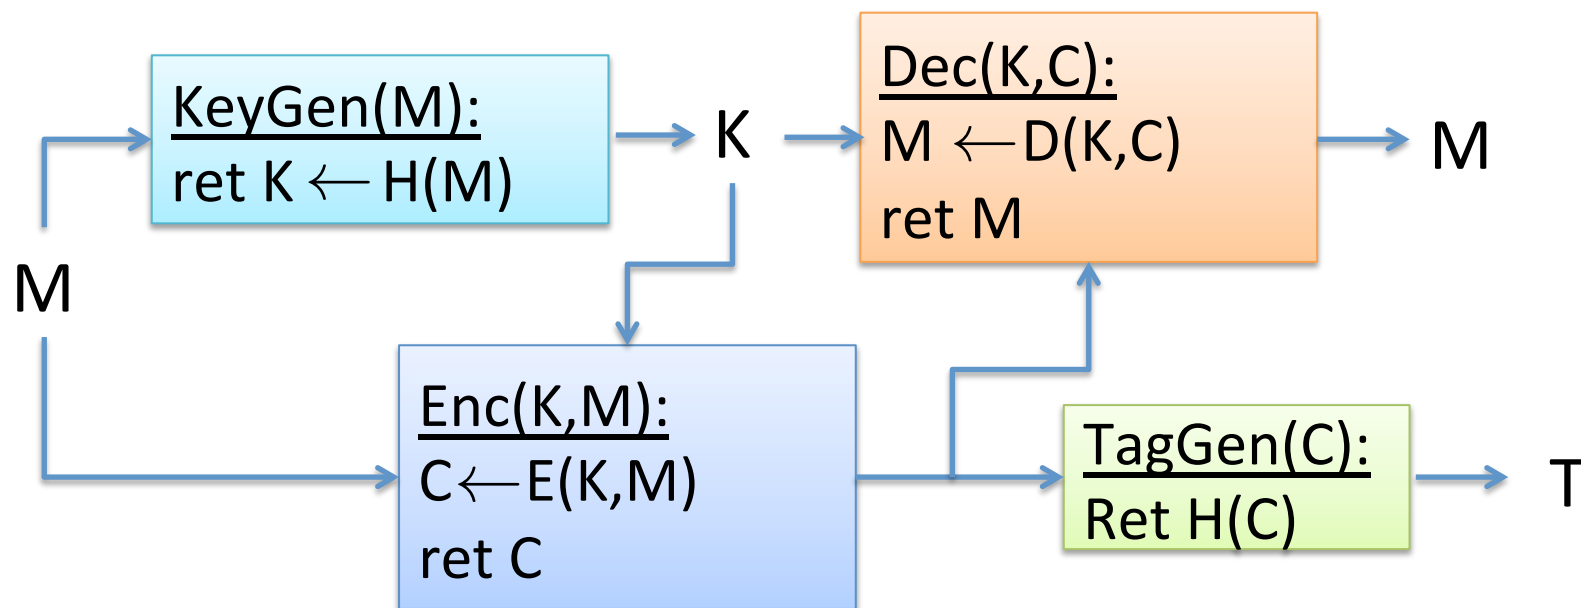 KeyGen(M):
ret K ← H(M)
K
Dec(K,C):
M ← D(K,C)
ret M
M
M
Enc(K,M):
C ← E(K,M)
ret C
TagGen(C):
Ret H(C)
T